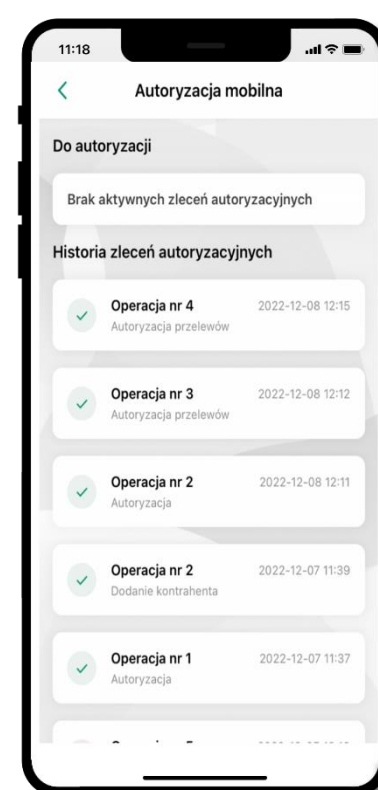 11:18
Autoryzacja mobilna
Do autoryzacji
Brak aktywnych zleceń autoryzacyjnych
Historia zleceń autoryzacyjnych
Operacja nr 4 2022-12-08 12:15
Autoryzacja przelewów
Operacja nr 3 2022-12-08 12:12
Autoryzacja przelewów
Operacja nr 2 2022-12-08 12:11
Autoryzacja
Operacja nr 2 2022-12-07 11:39
Dodanie kontrahenta
Operacja nr 1 2022-12-07 11:37
Autoryzacja